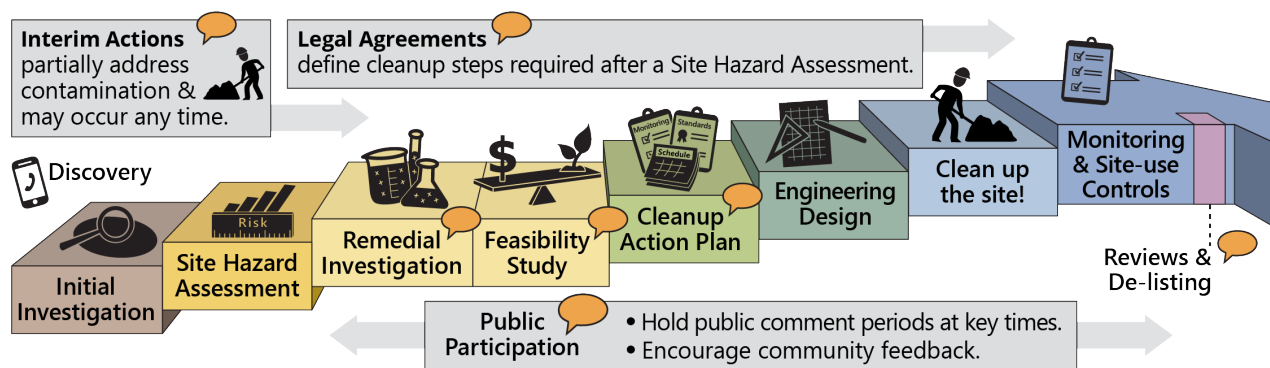 Interim Actions
partially address
contamination &
may occur any time.
Legal Agreements
define cleanup steps required after a Site Hazard Assessment.
Discovery
Initial
Investigation
Risk
Site Hazard
Assessment
Remedial
Investigation
$
Feasibility
Study
Monitoring
Standards
Schedule
Cleanup
Action Plan
Engineering
Design
Clean up
the site!
Monitoring
& Site-use
Controls
Reviews &
De-listing
Public
Participation
• Hold public comment periods at key times.
• Encourage community feedback.